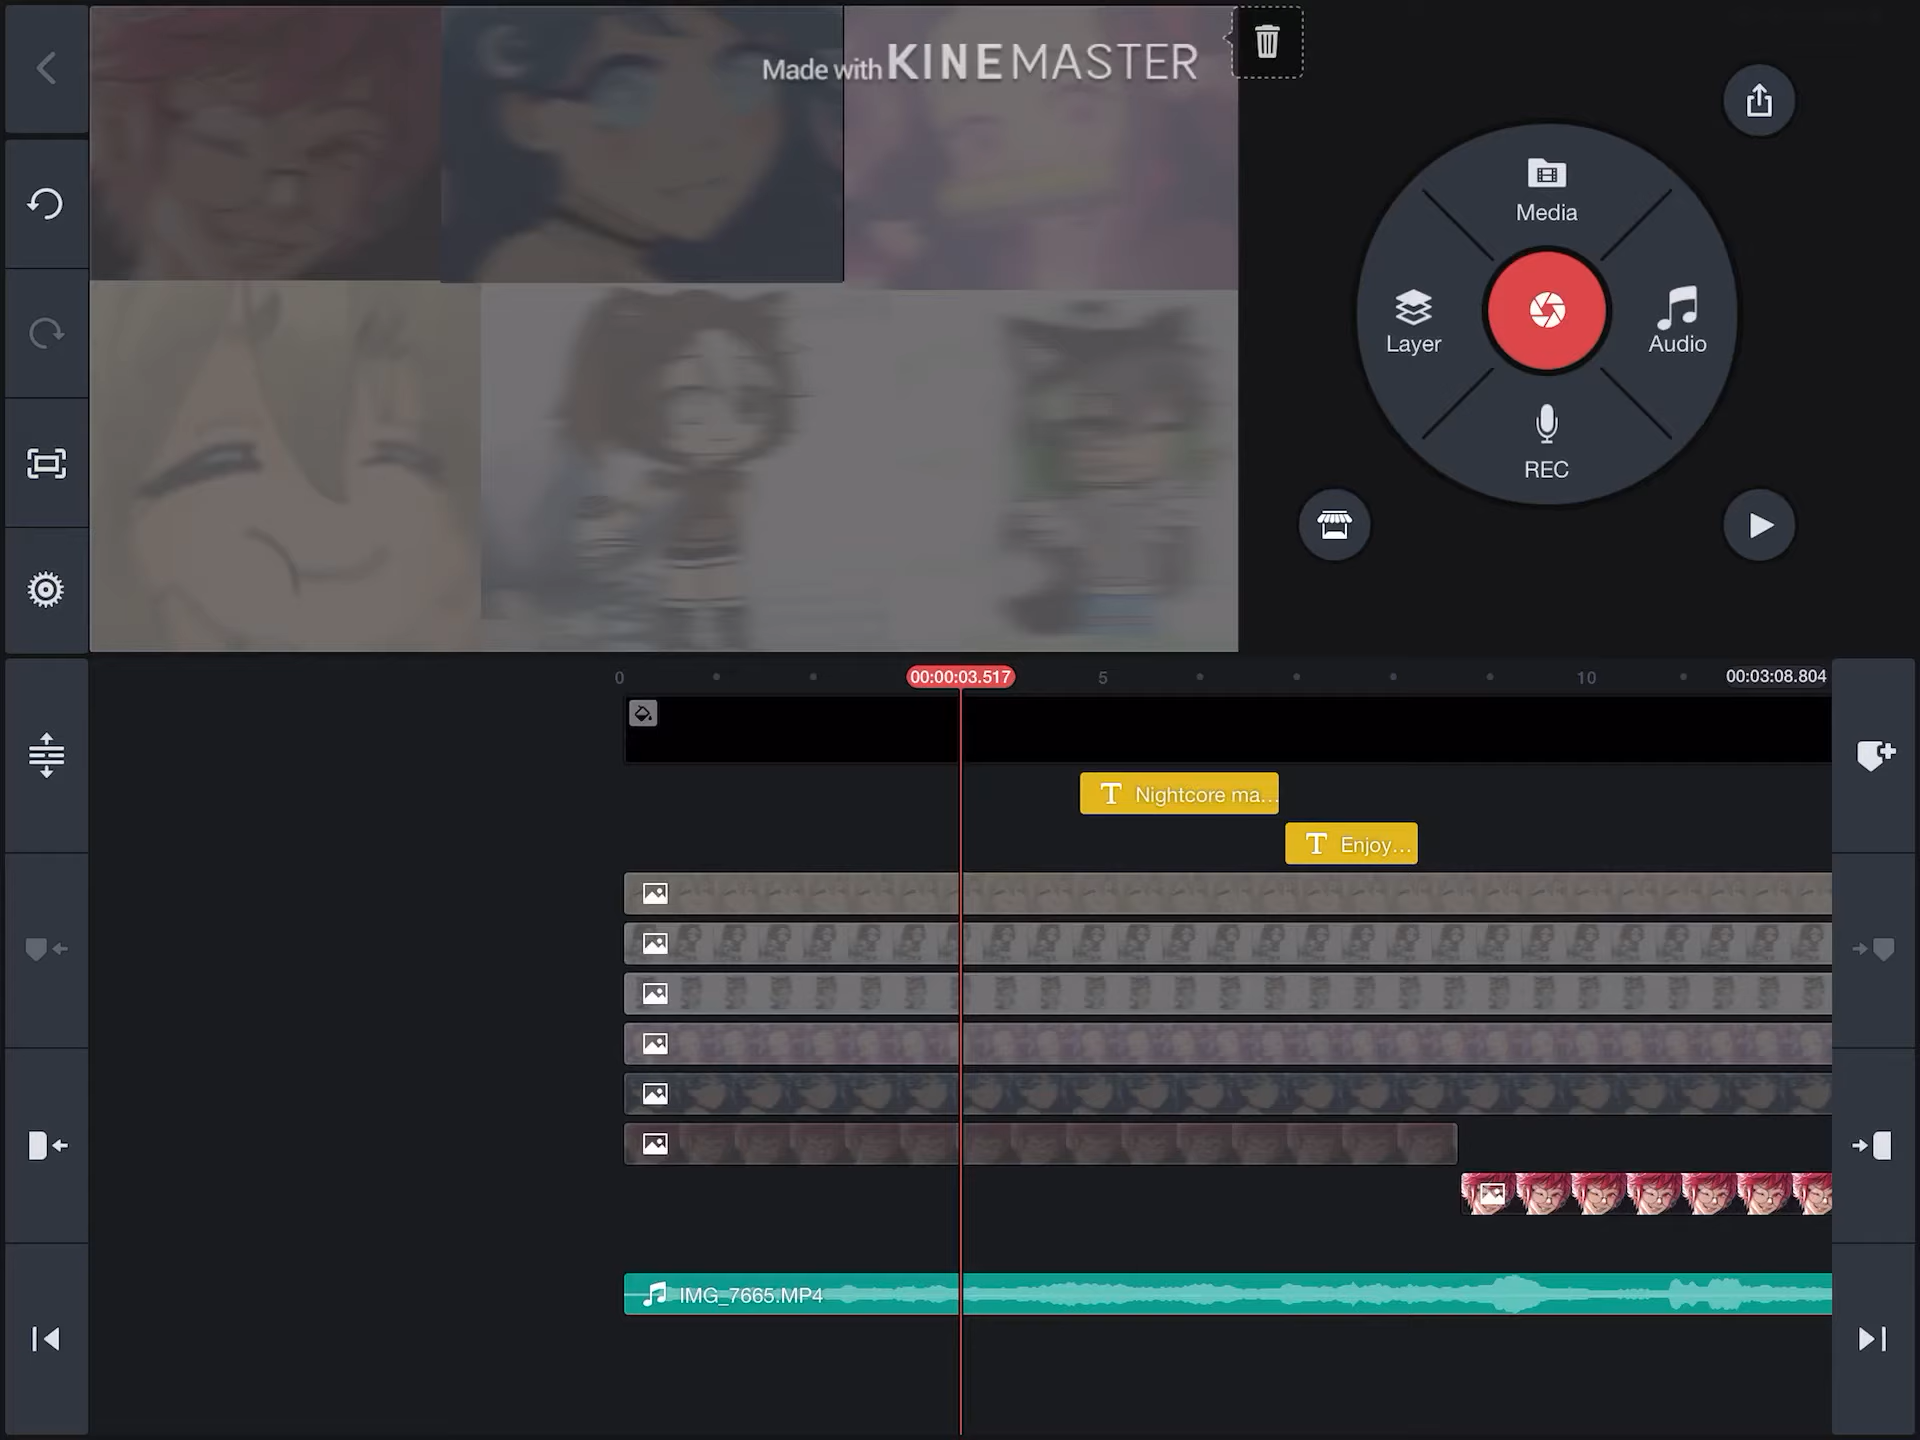 Made with KINEMASTER
Media
Layer
Audio
REC
0
00:00:03.517
5
10
00:03:08.804
T Nightcore ma...
T Enjoy...
IMG_7665.MP4